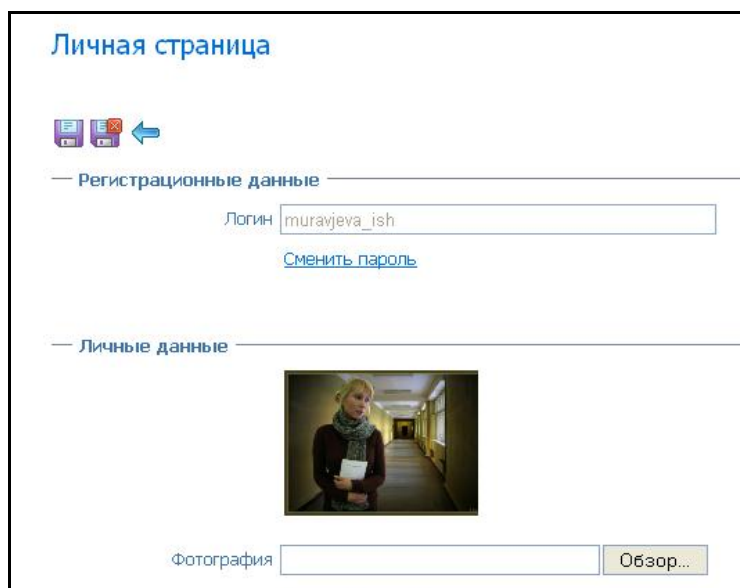 Личная страница
Регистрационные данные
Логин muravjeva_ish
Сменить пароль
Личные данные
Фотография Обзор...